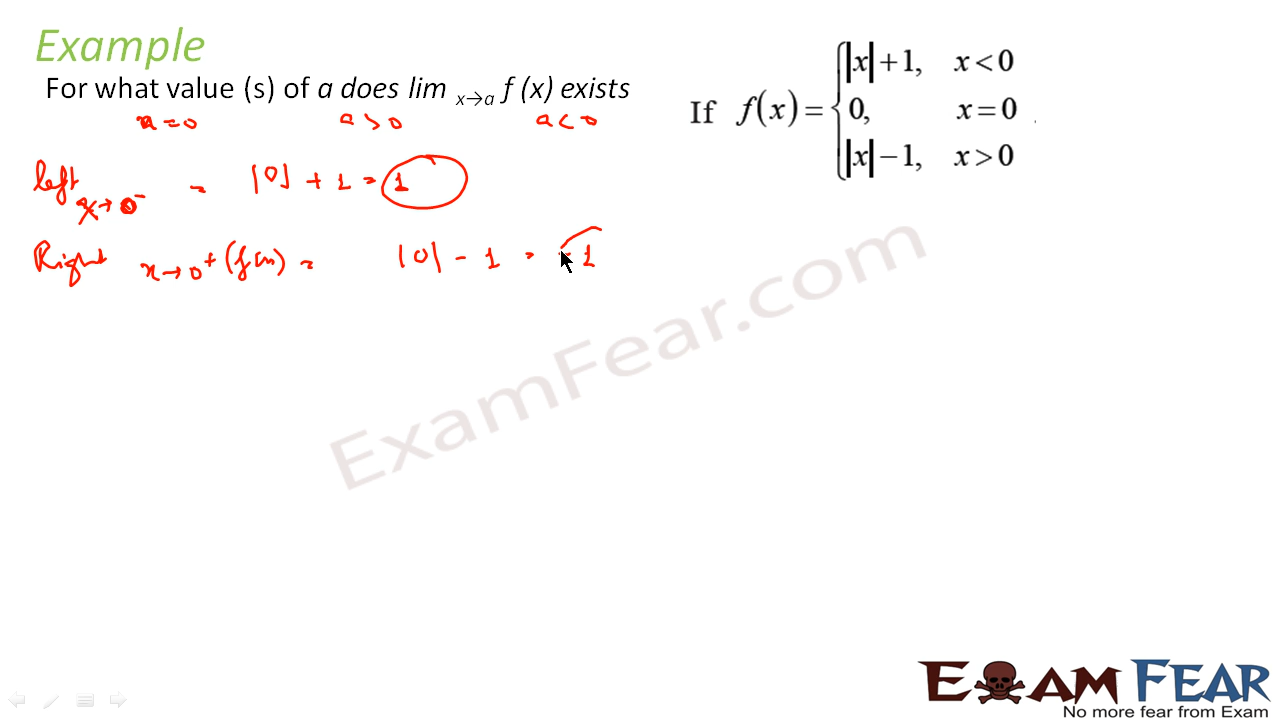 Example
For what value (s) of a does lim x→a f (x) exists
If f(x) = { |x| + 1, x < 0
0, x = 0
|x| − 1, x > 0
a = 0 a > 0 a < 0
left x → 0⁻ = |0| + 1 = 1
Right x → 0⁺ (f(x)) = |0| - 1 = -1
ExamFear.com
EXAM FEAR
No more fear from Exam